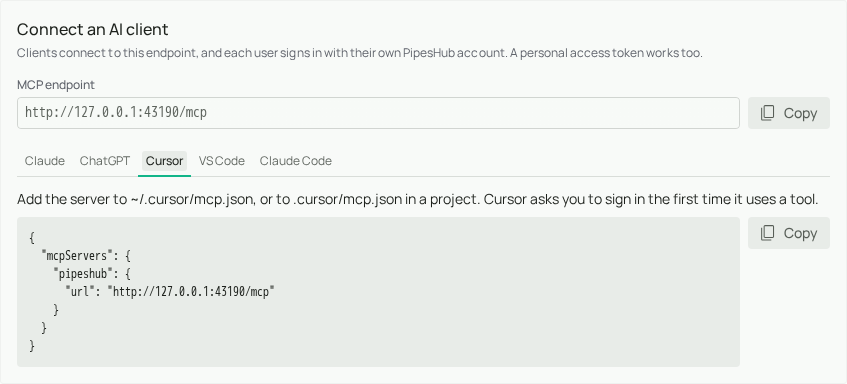 Connect an AI client
Clients connect to this endpoint, and each user signs in with their own PipesHub account. A personal access token works too.
MCP endpoint
http://127.0.0.1:43190/mcp
Copy
Claude
ChatGPT
Cursor
VS Code
Claude Code
Add the server to ~/.cursor/mcp.json, or to .cursor/mcp.json in a project. Cursor asks you to sign in the first time it uses a tool.
Copy
{
  "mcpServers": {
    "pipeshub": {
      "url": "http://127.0.0.1:43190/mcp"
    }
  }
}